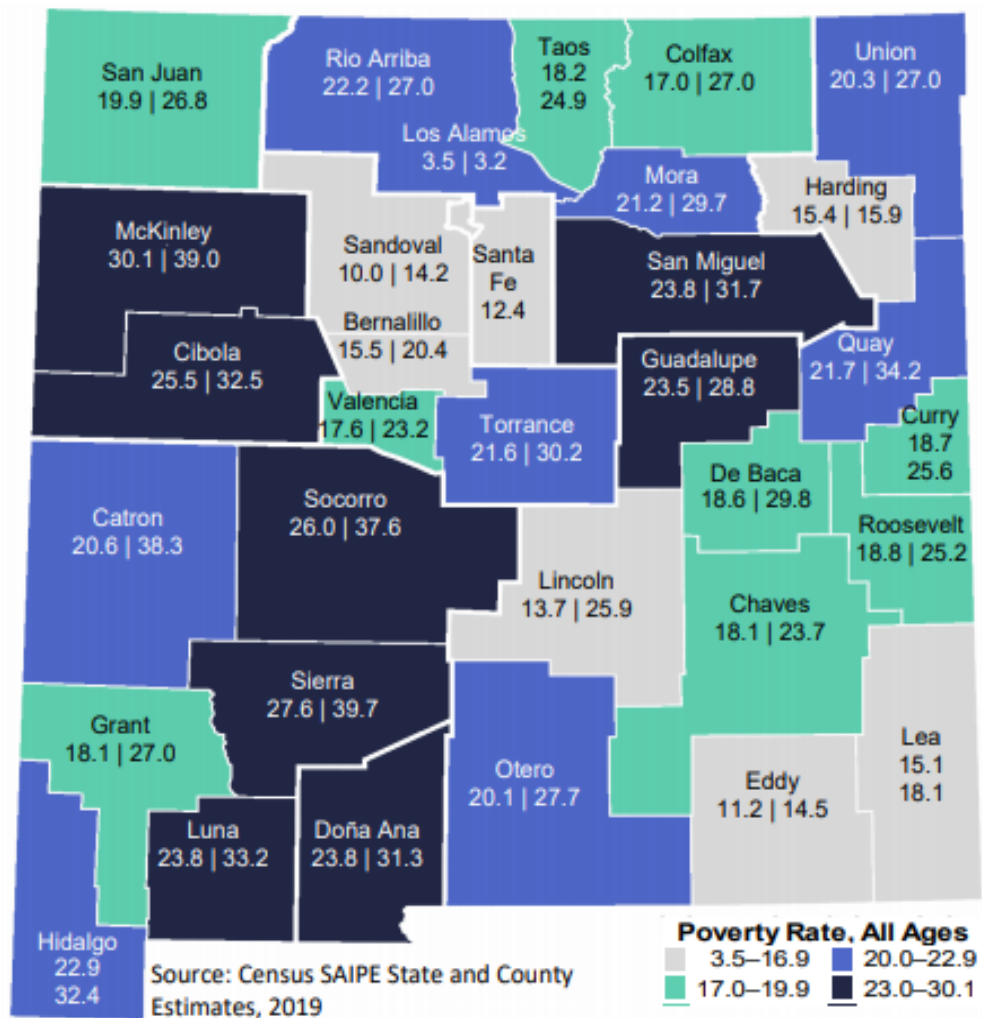 San Juan
19.9 | 26.8
Rio Arriba
22.2 | 27.0
Taos
18.2
24.9
Colfax
17.0 | 27.0
Union
20.3 | 27.0
Los Alamos
3.5 | 3.2
Mora
21.2 | 29.7
Harding
15.4 | 15.9
McKinley
30.1 | 39.0
Sandoval
10.0 | 14.2
Santa
Fe
12.4
San Miguel
23.8 | 31.7
Bernalillo
15.5 | 20.4
Cibola
25.5 | 32.5
Guadalupe
23.5 | 28.8
Quay
21.7 | 34.2
Valencia
17.6 | 23.2
Torrance
21.6 | 30.2
Curry
18.7
25.6
De Baca
18.6 | 29.8
Roosevelt
18.8 | 25.2
Catron
20.6 | 38.3
Socorro
26.0 | 37.6
Lincoln
13.7 | 25.9
Chaves
18.1 | 23.7
Sierra
27.6 | 39.7
Grant
18.1 | 27.0
Otero
20.1 | 27.7
Eddy
11.2 | 14.5
Lea
15.1
18.1
Luna
23.8 | 33.2
Doña Ana
23.8 | 31.3
Hidalgo
22.9
32.4
Source: Census SAIPE State and County
Estimates, 2019
Poverty Rate, All Ages
3.5–16.9
20.0–22.9
17.0–19.9
23.0–30.1